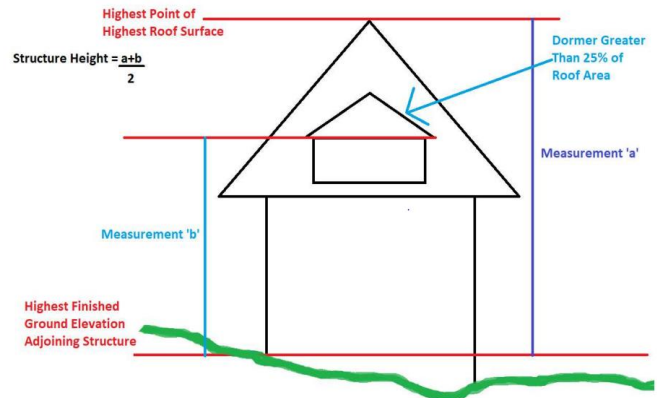 Highest Point of
Highest Roof Surface
Structure Height = a+b
2
Dormer Greater
Than 25% of
Roof Area
Measurement 'a'
Measurement 'b'
Highest Finished
Ground Elevation
Adjoining Structure